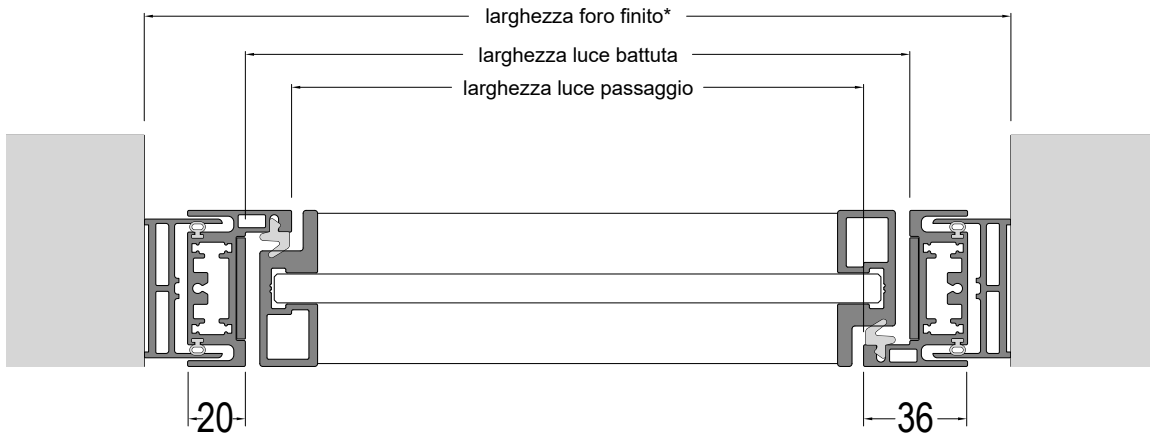 larghezza foro finito*
larghezza luce battuta
larghezza luce passaggio
20
36